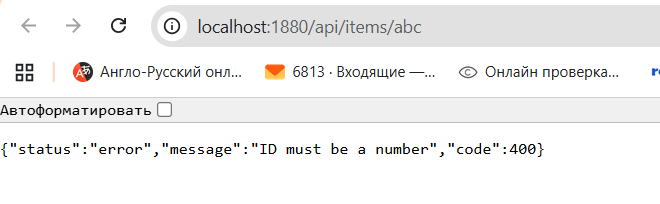 localhost:1880/api/items/abc
Англо-Русский онл... 6813 · Входящие —... Онлайн проверка... re
Автоформатировать
{"status":"error","message":"ID must be a number","code":400}